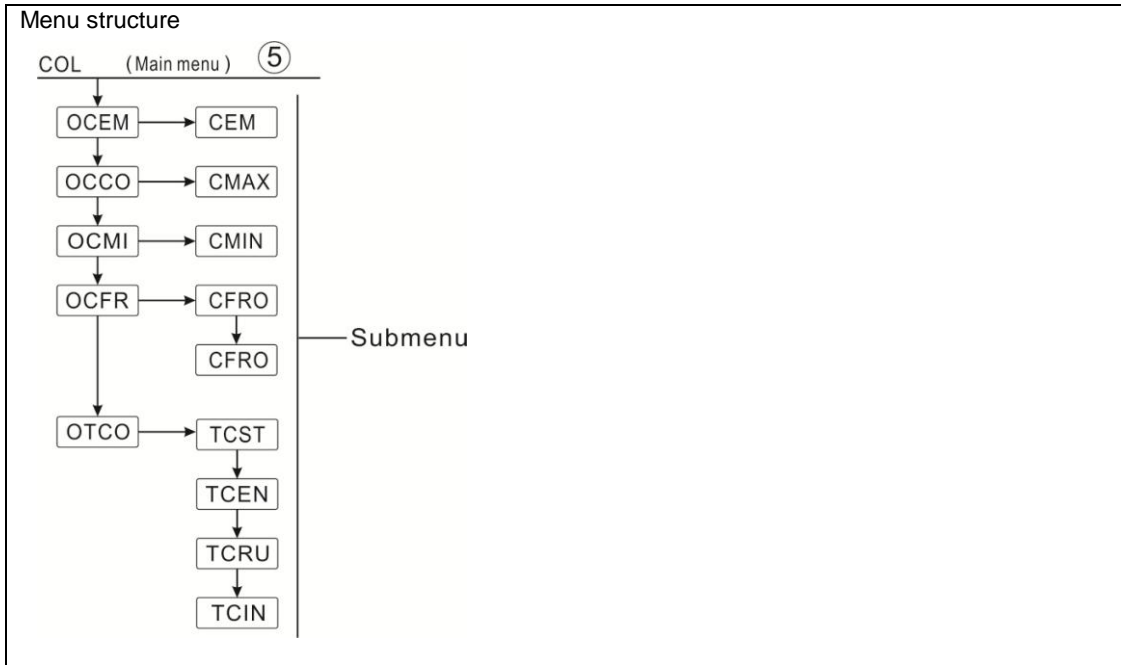 Menu structure
COL (Main menu) ⑤
OCEM CEM
OCCO CMAX
OCMI CMIN
OCFR CFRO
CFRO
Submenu
OTCO TCST
TCEN
TCRU
TCIN